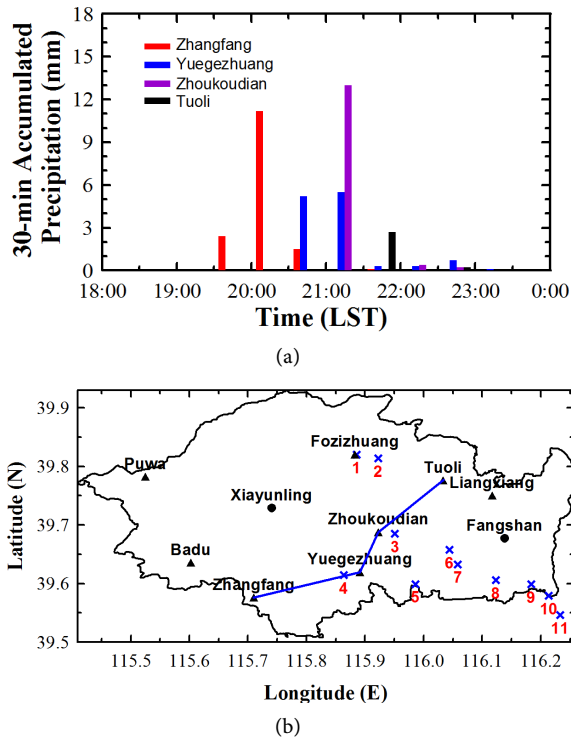 18
15
12
9
6
3
0
30-min Accumulated
Precipitation (mm)
Zhangfang
Yuegezhuang
Zhoukoudian
Tuoli
18:00 19:00 20:00 21:00 22:00 23:00 0:00
Time (LST)
(a)
39.9
39.8
39.7
39.6
39.5
Latitude (N)
Fozizhuang
Puwa
1 2
Tuoli
LiangXiang
Xiayunling
Zhoukoudian
Fangshan
3
Badu
Yuegezhuang
6
7
Zhangfang
4
5
8
9
10
11
115.5 115.6 115.7 115.8 115.9 116.0 116.1 116.2
Longitude (E)
(b)